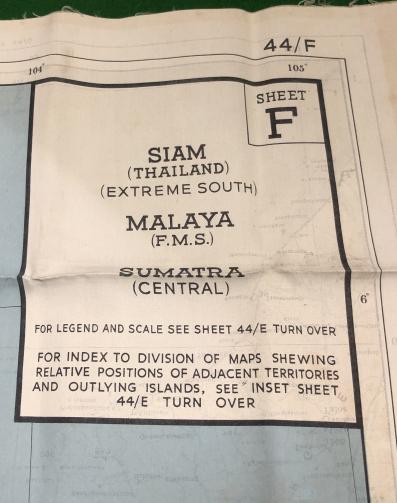 44/F
104°
105°
SHEET
F
SIAM
(THAILAND)
(EXTREME SOUTH)
MALAYA
(F.M.S.)
SUMATRA
(CENTRAL)
6°
FOR LEGEND AND SCALE SEE SHEET 44/E TURN OVER
FOR INDEX TO DIVISION OF MAPS SHEWING
RELATIVE POSITIONS OF ADJACENT TERRITORIES
AND OUTLYING ISLANDS, SEE INSET SHEET
44/E TURN OVER